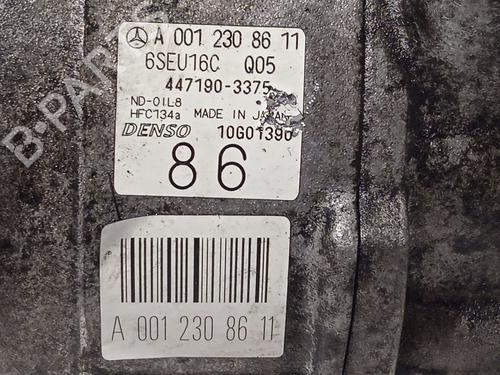 A 001 230 86 11
6SEU16C Q05
447190-3375
ND-OIL8
HFC134a MADE IN JAPAN
DENSO 10G01390
86
A 001 230 86 11
B-PARTS